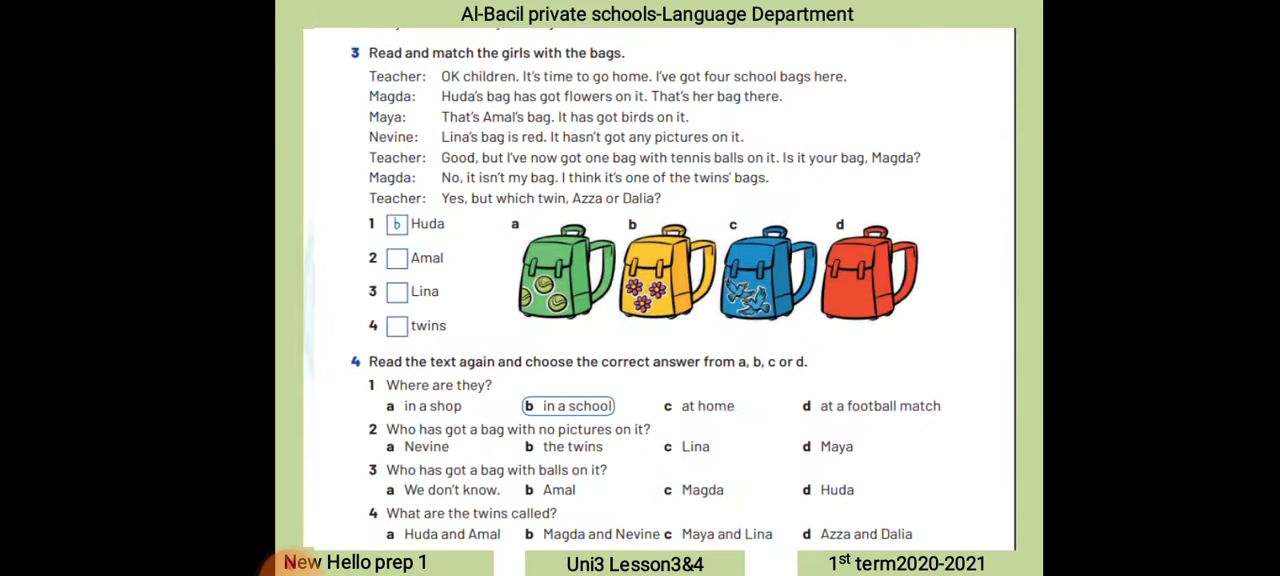 Al-Bacil private schools-Language Department
3 Read and match the girls with the bags.
Teacher: OK children. It's time to go home. I've got four school bags here.
Magda: Huda's bag has got flowers on it. That's her bag there.
Maya: That's Amal's bag. It has got birds on it.
Nevine: Lina's bag is red. It hasn't got any pictures on it.
Teacher: Good, but I've now got one bag with tennis balls on it. Is it your bag, Magda?
Magda: No, it isn't my bag. I think it's one of the twins' bags.
Teacher: Yes, but which twin, Azza or Dalia?
1 b Huda a b c d
2 Amal
3 Lina
4 twins
4 Read the text again and choose the correct answer from a, b, c or d.
1 Where are they?
a in a shop b in a school c at home d at a football match
2 Who has got a bag with no pictures on it?
a Nevine b the twins c Lina d Maya
3 Who has got a bag with balls on it?
a We don't know. b Amal c Magda d Huda
4 What are the twins called?
a Huda and Amal b Magda and Nevine c Maya and Lina d Azza and Dalia
New Hello prep 1 Uni3 Lesson3&4 1st term2020-2021